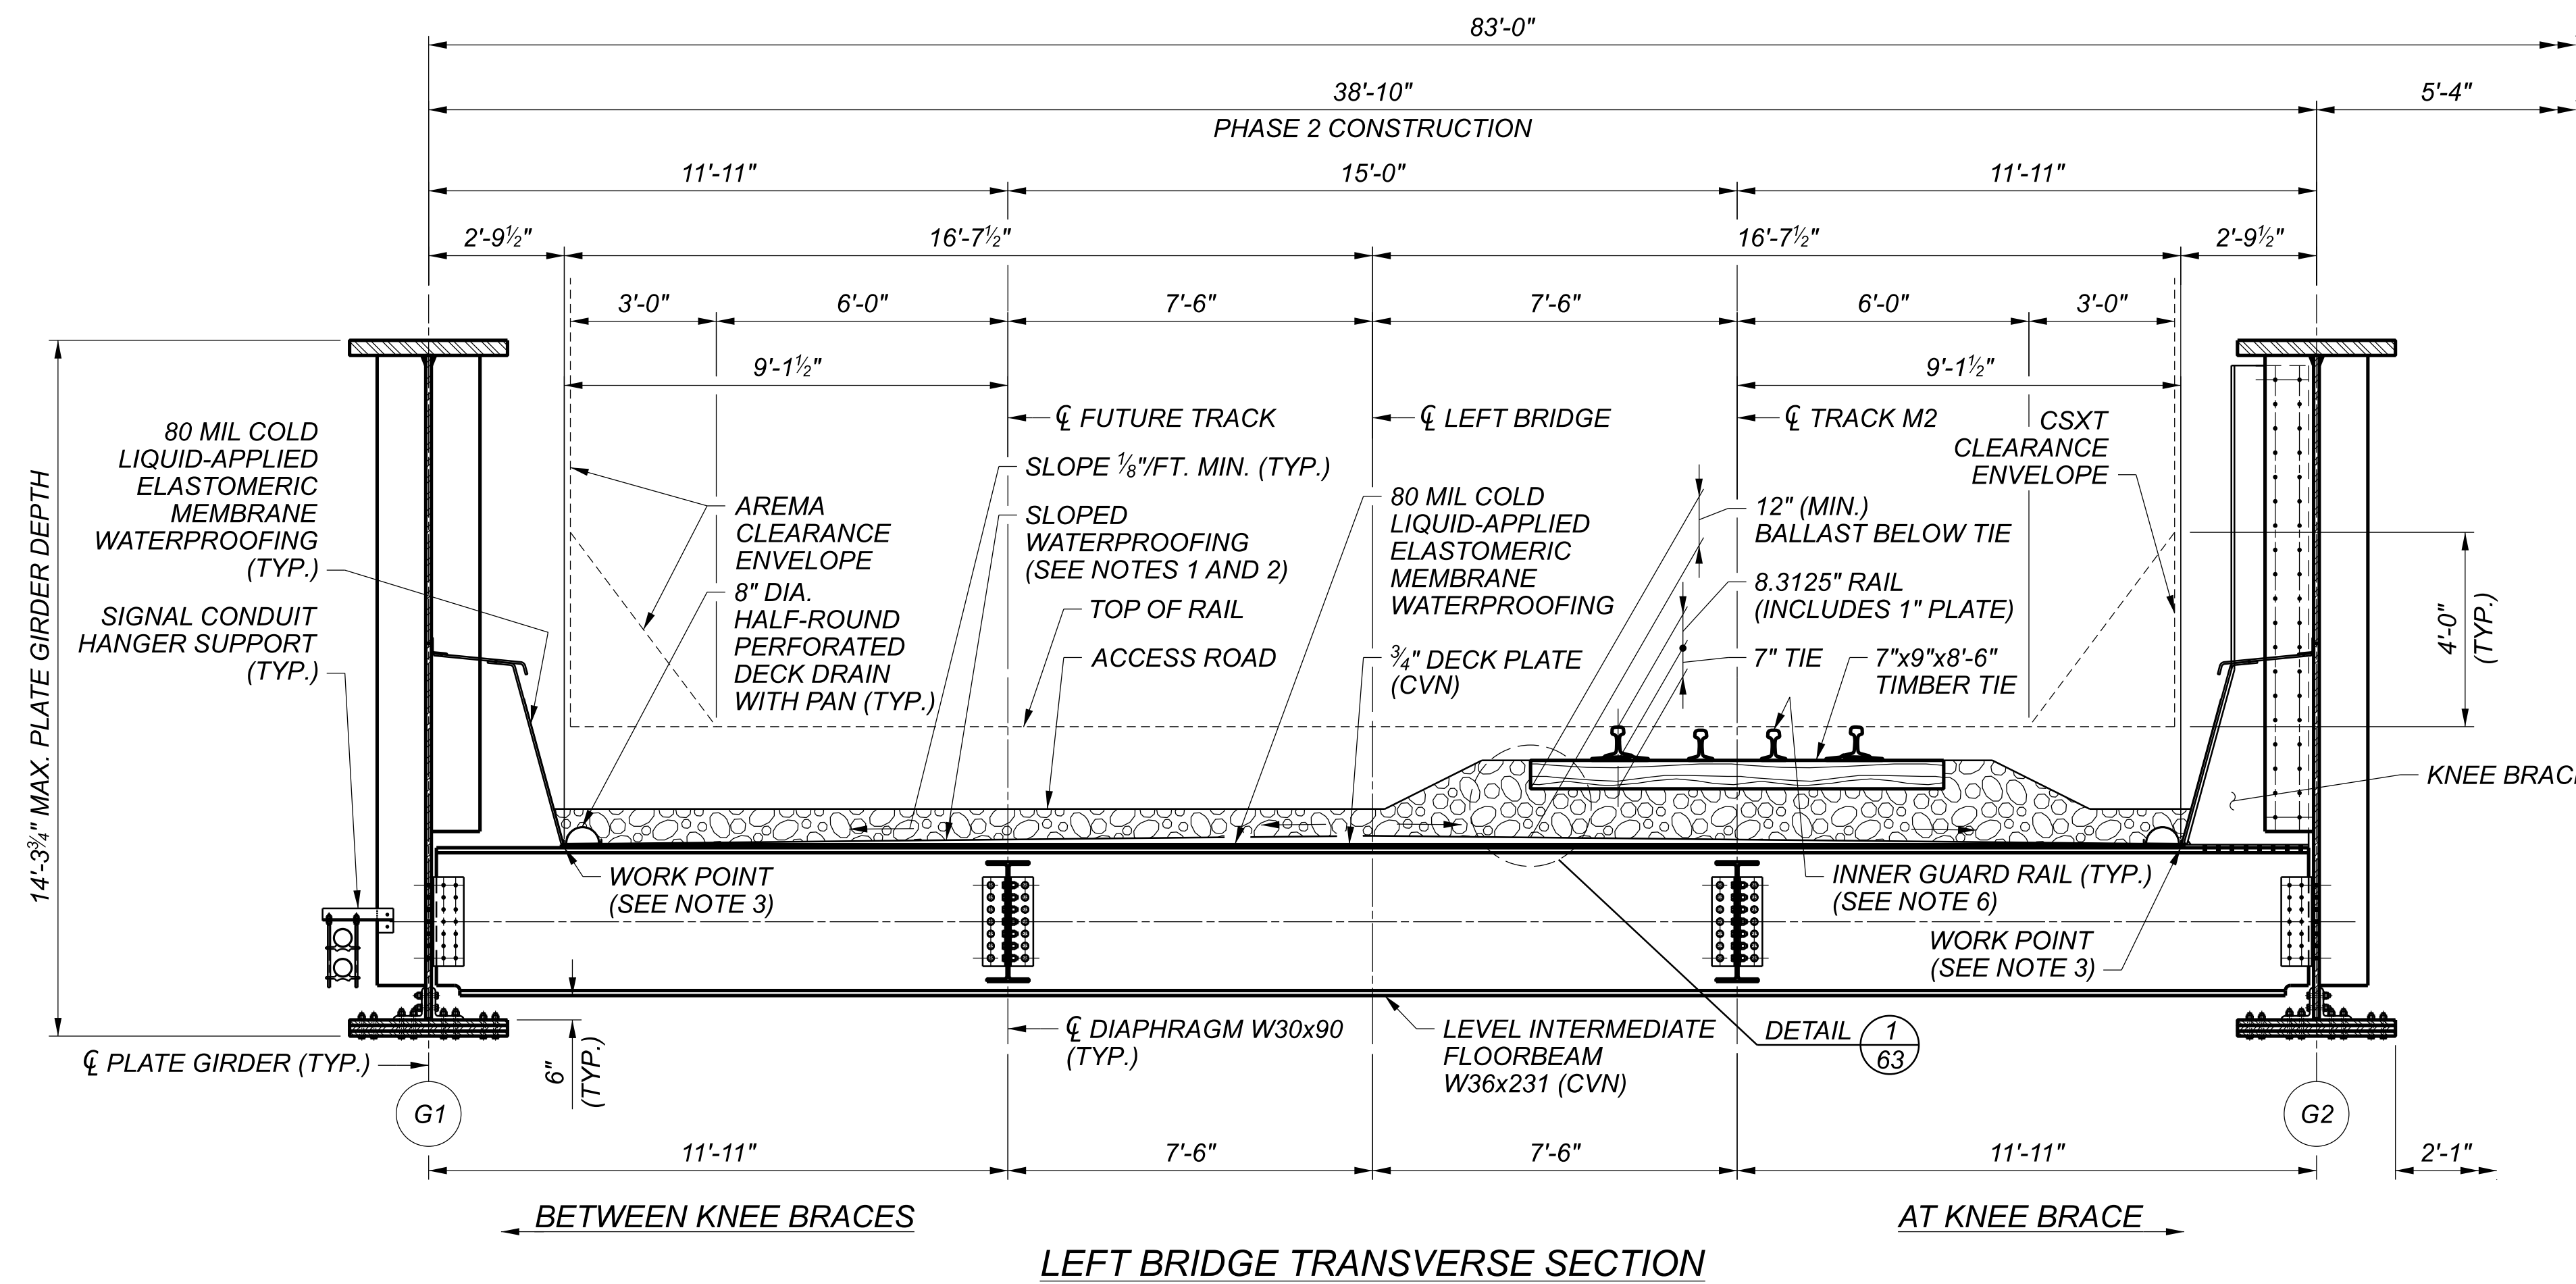 83'-0"
38'-10"
5'-4"
PHASE 2 CONSTRUCTION
11'-11"
15'-0"
11'-11"
2'-9½"
16'-7½"
16'-7½"
2'-9½"
3'-0"
6'-0"
7'-6"
7'-6"
6'-0"
3'-0"
9'-1½"
9'-1½"
℄ FUTURE TRACK
℄ LEFT BRIDGE
℄ TRACK M2
CSXT
CLEARANCE
ENVELOPE
80 MIL COLD
LIQUID-APPLIED
ELASTOMERIC
MEMBRANE
WATERPROOFING
(TYP.)
SIGNAL CONDUIT
HANGER SUPPORT
(TYP.)
14'-3¾" MAX. PLATE GIRDER DEPTH
AREMA
CLEARANCE
ENVELOPE
8" DIA.
HALF-ROUND
PERFORATED
DECK DRAIN
WITH PAN (TYP.)
SLOPE ⅛"/FT. MIN. (TYP.)
SLOPED
WATERPROOFING
(SEE NOTES 1 AND 2)
TOP OF RAIL
ACCESS ROAD
80 MIL COLD
LIQUID-APPLIED
ELASTOMERIC
MEMBRANE
WATERPROOFING
¾" DECK PLATE
(CVN)
12" (MIN.)
BALLAST BELOW TIE
8.3125" RAIL
(INCLUDES 1" PLATE)
7" TIE
7"x9"x8'-6"
TIMBER TIE
4'-0"
(TYP.)
KNEE BRAC
WORK POINT
(SEE NOTE 3)
INNER GUARD RAIL (TYP.)
(SEE NOTE 6)
WORK POINT
(SEE NOTE 3)
℄ PLATE GIRDER (TYP.)
6"
(TYP.)
℄ DIAPHRAGM W30x90
(TYP.)
LEVEL INTERMEDIATE
FLOORBEAM
W36x231 (CVN)
DETAIL
1
63
G1
G2
11'-11"
7'-6"
7'-6"
11'-11"
2'-1"
BETWEEN KNEE BRACES
AT KNEE BRACE
LEFT BRIDGE TRANSVERSE SECTION